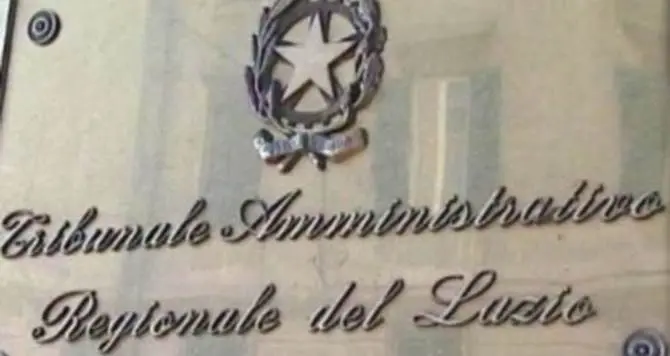 Tribunale Amministrativo
Regionale del Lazio